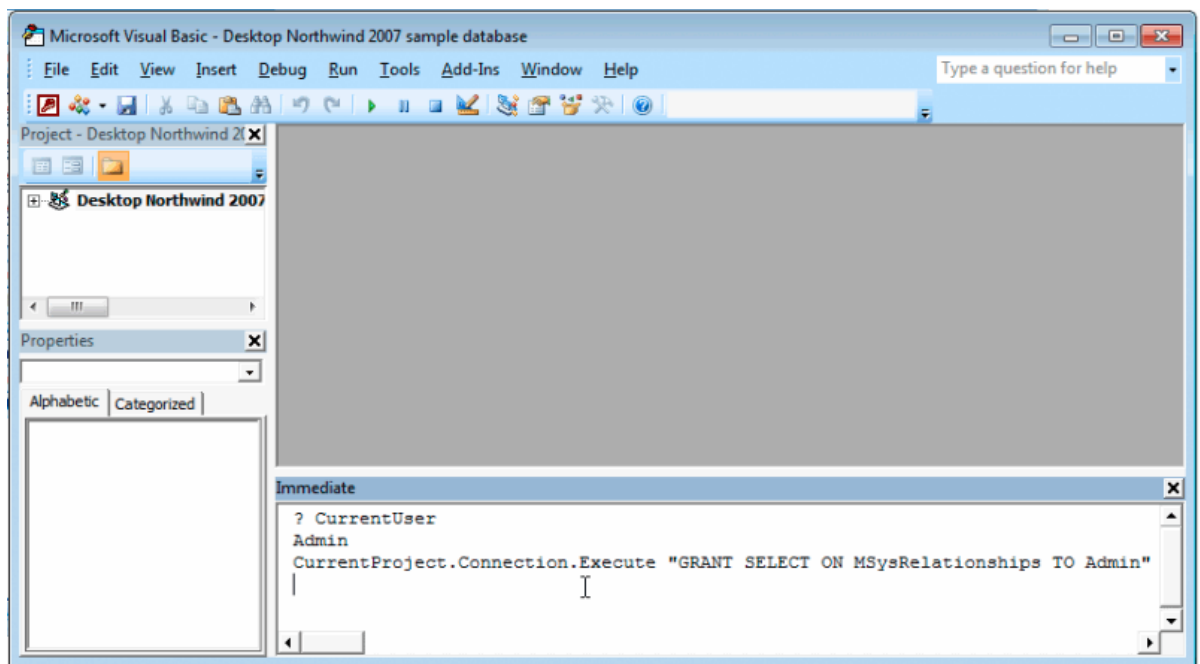 Microsoft Visual Basic - Desktop Northwind 2007 sample database
File Edit View Insert Debug Run Tools Add-Ins Window Help
Type a question for help
Project - Desktop Northwind 2(
Desktop Northwind 2007
Properties
Alphabetic Categorized
Immediate
? CurrentUser
Admin
CurrentProject.Connection.Execute "GRANT SELECT ON MSysRelationships TO Admin"